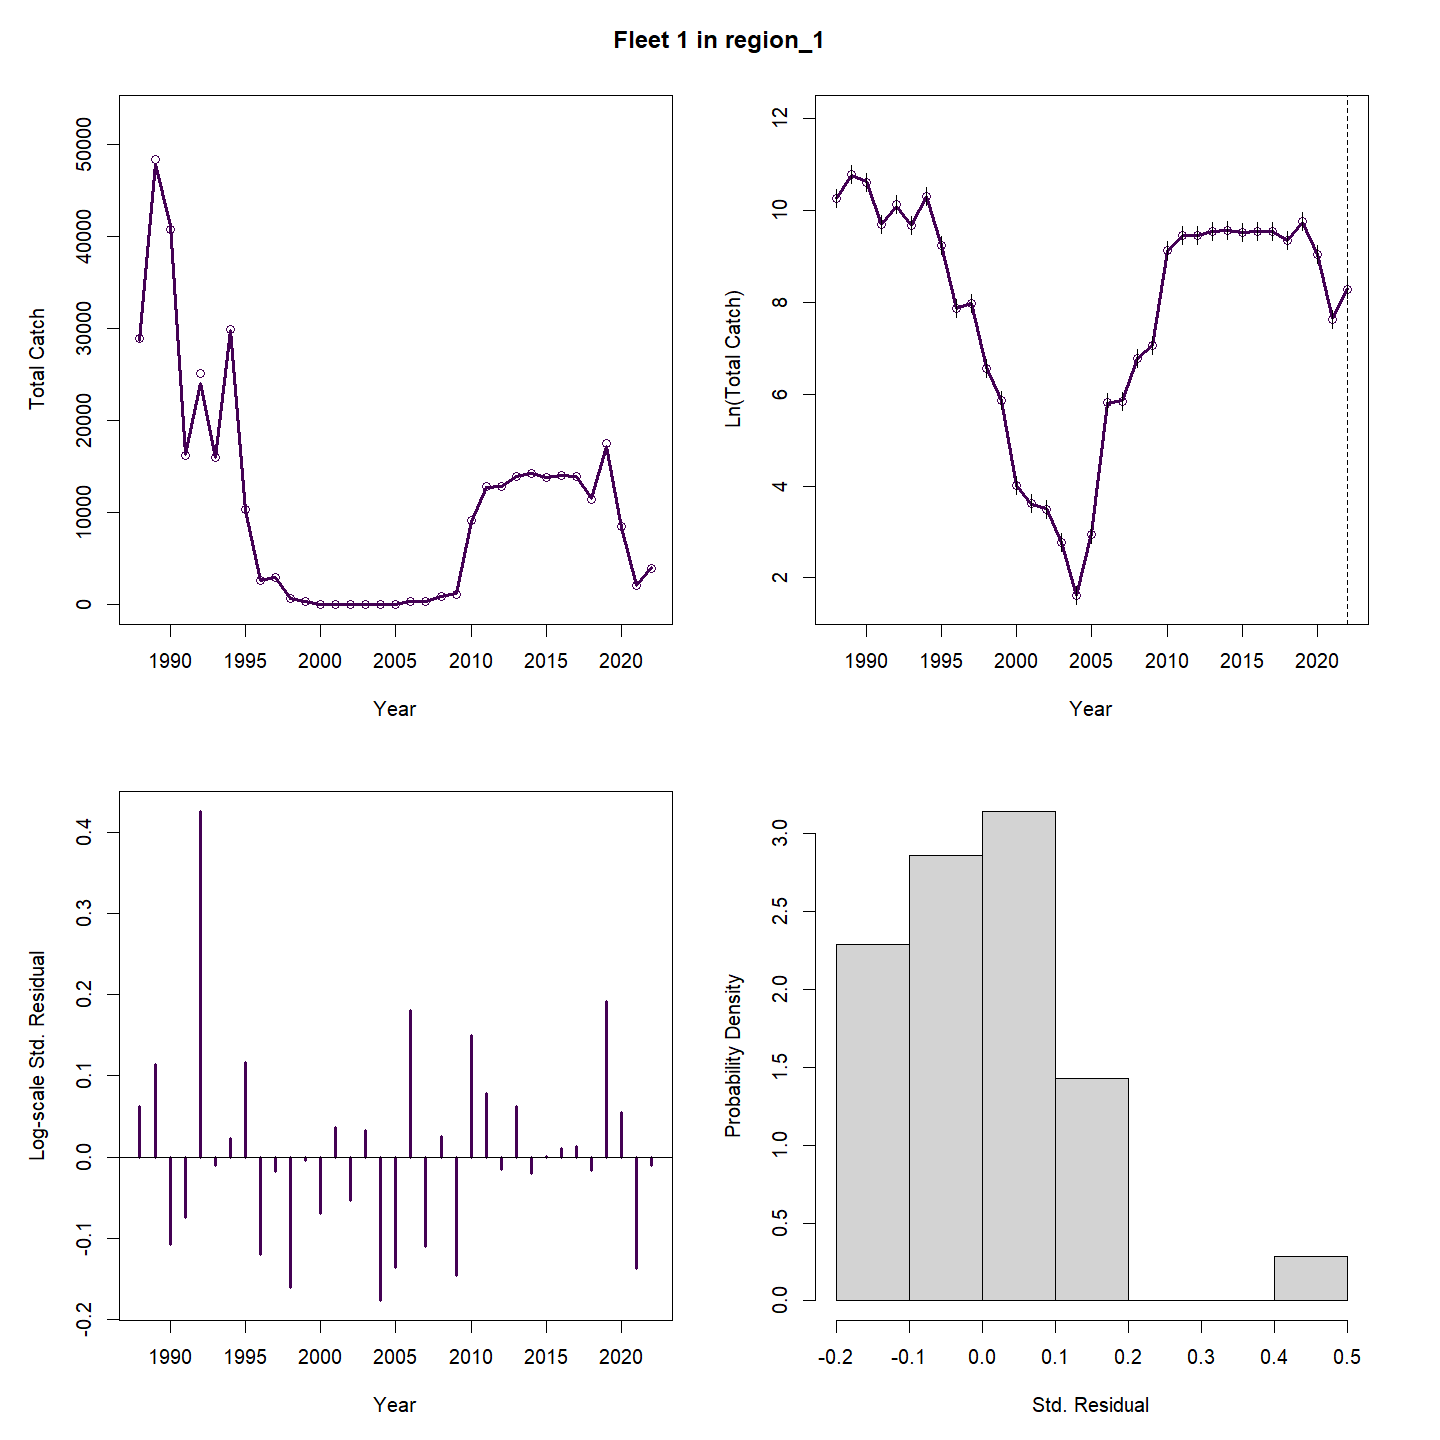 Fleet 1 in region_1
Total Catch
0 10000 20000 30000 40000 50000
1990 1995 2000 2005 2010 2015 2020
Year
Ln(Total Catch)
2 4 6 8 10 12
1990 1995 2000 2005 2010 2015 2020
Year
Log-scale Std. Residual
-0.2 -0.1 0.0 0.1 0.2 0.3 0.4
1990 1995 2000 2005 2010 2015 2020
Year
Probability Density
0.0 0.5 1.0 1.5 2.0 2.5 3.0
-0.2 -0.1 0.0 0.1 0.2 0.3 0.4 0.5
Std. Residual